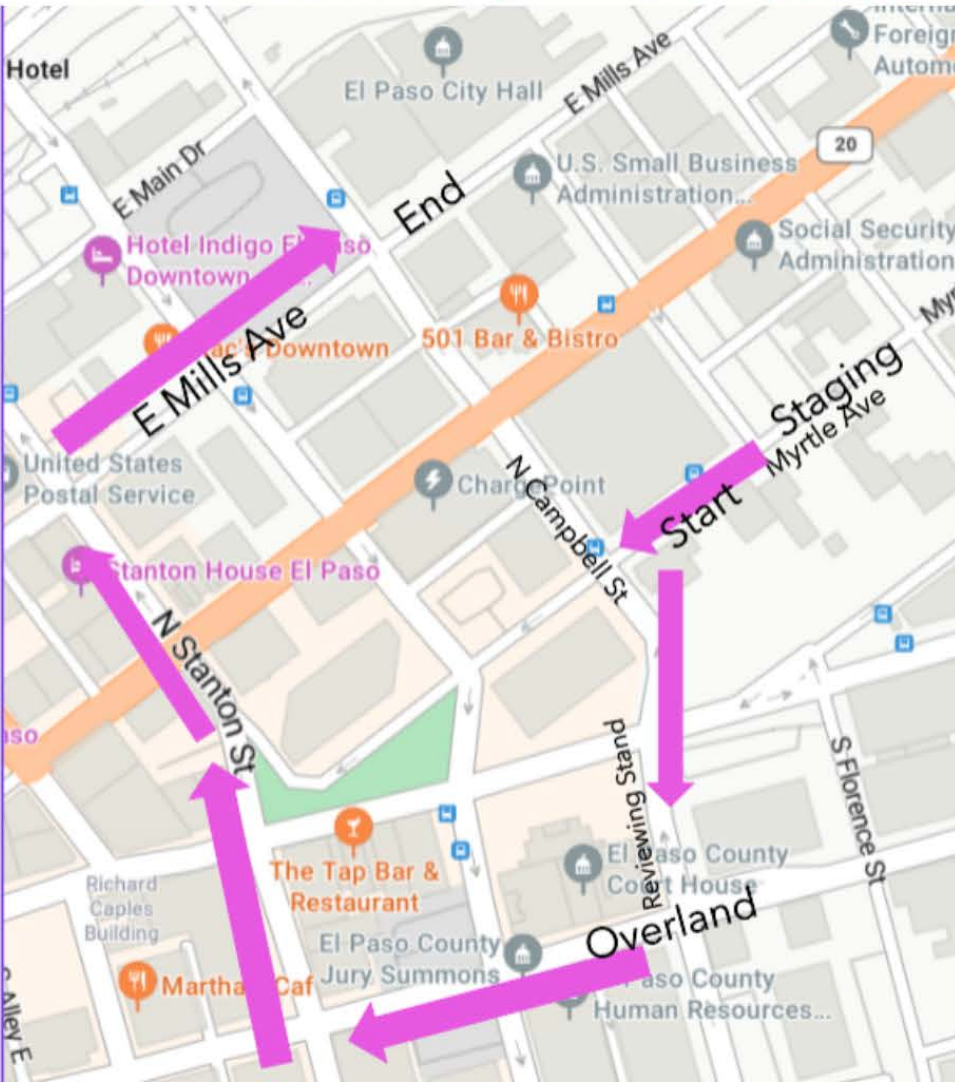 Hotel
El Paso City Hall
E Mills Ave
20
E Main Dr
U.S. Small Business
Administration...
End
Social Security
Administration
Hotel Indigo El Paso
Downtown
501 Bar & Bistro
Downtown
E Mills Ave
Staging
Myrtle Ave
United States
Postal Service
ChargePoint
Start
N Campbell St
Stanton House El Paso
N Stanton St
Reviewing Stand
S Florence St
The Tap Bar &
Restaurant
El Paso County
Court House
Richard
Caples
Building
Overland
El Paso County
Jury Summons
Paso County
Human Resources...
Alley E